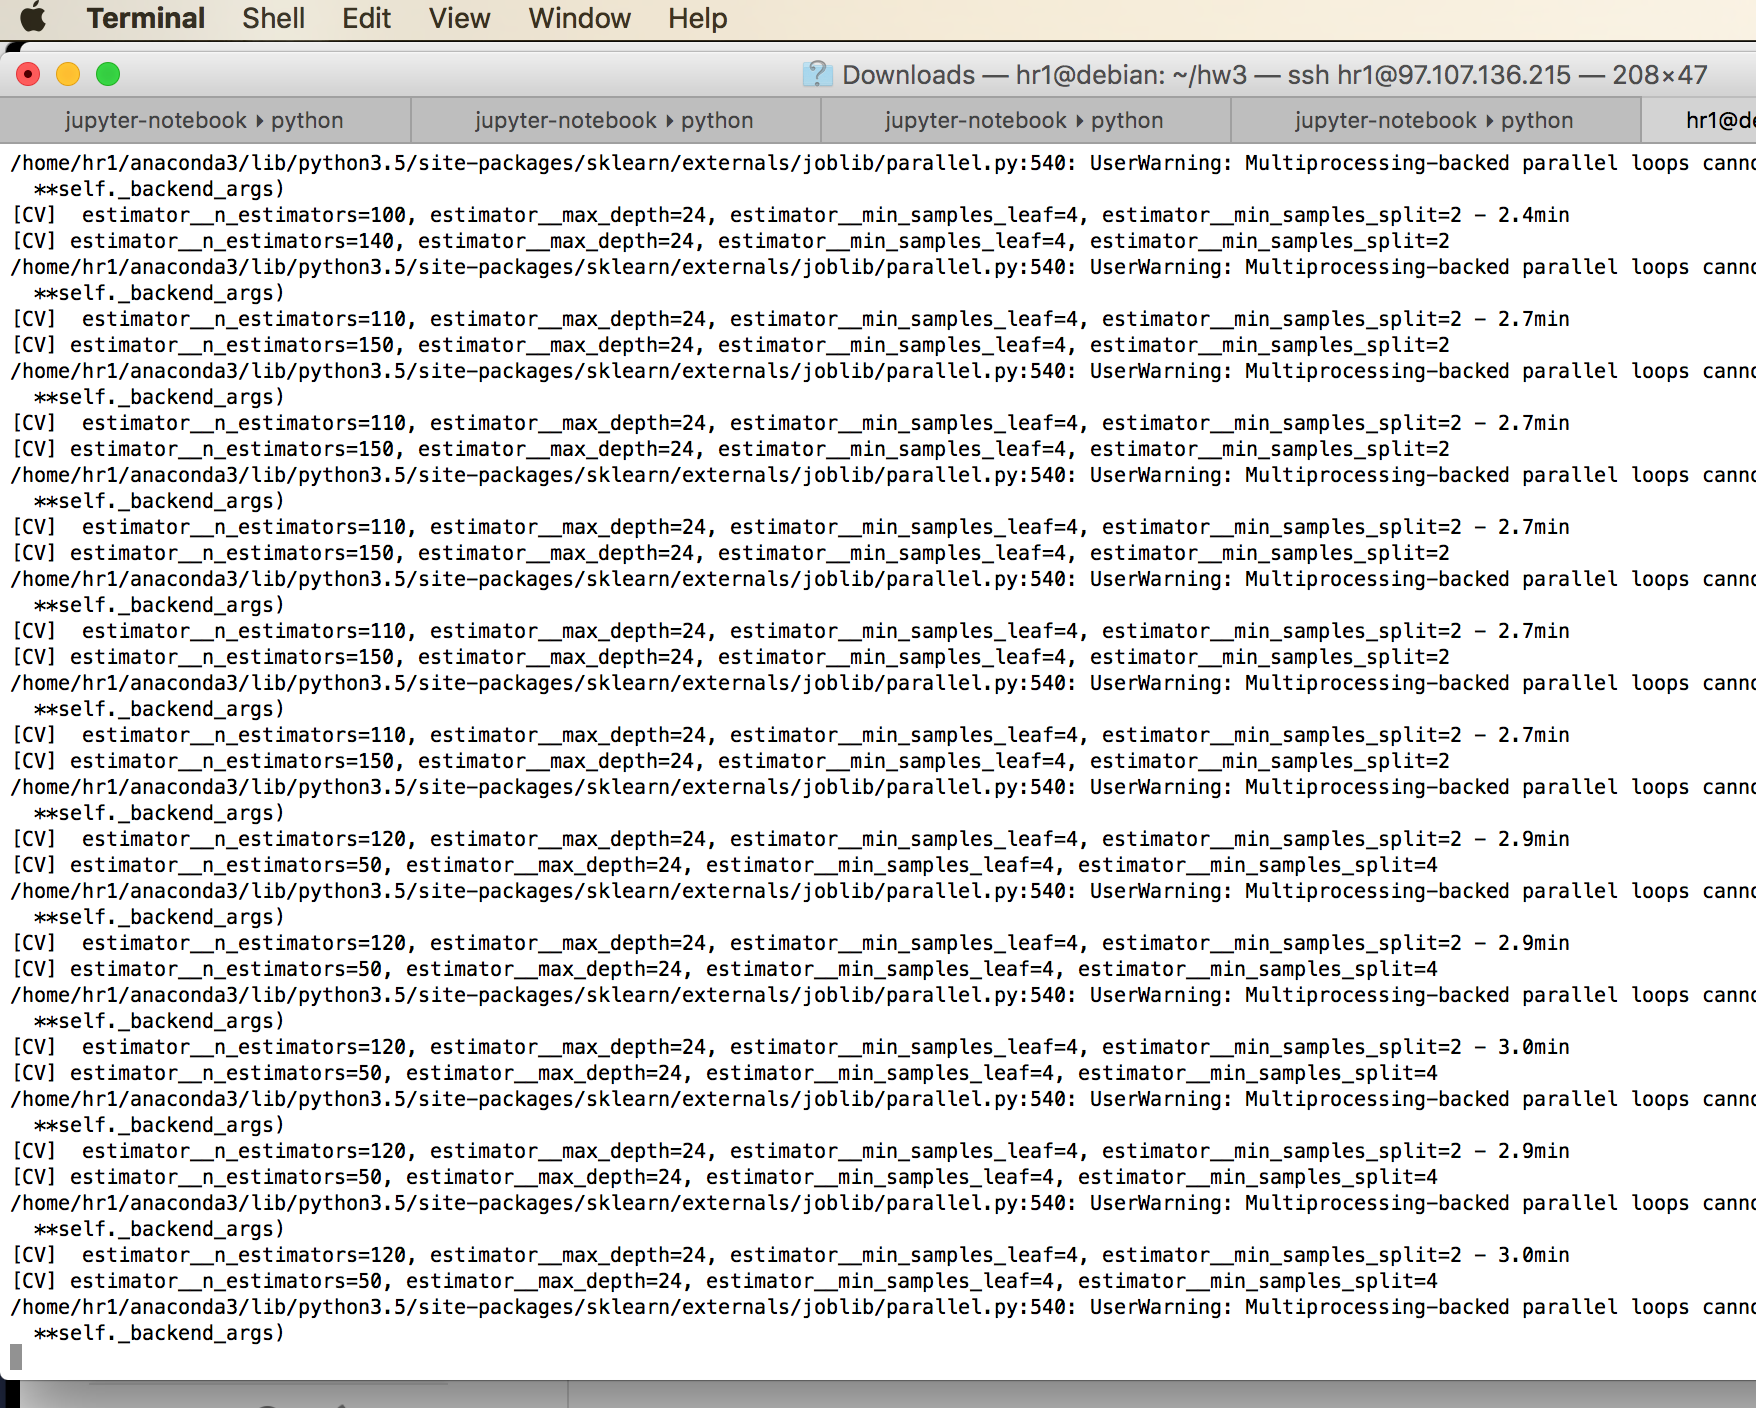 Terminal Shell Edit View Window Help
Downloads — hr1@debian: ~/hw3 — ssh hr1@97.107.136.215 — 208×47
jupyter-notebook ▸ python jupyter-notebook ▸ python jupyter-notebook ▸ python jupyter-notebook ▸ python hr1@de
/home/hr1/anaconda3/lib/python3.5/site-packages/sklearn/externals/joblib/parallel.py:540: UserWarning: Multiprocessing-backed parallel loops canno
  **self._backend_args)
[CV]  estimator__n_estimators=100, estimator__max_depth=24, estimator__min_samples_leaf=4, estimator__min_samples_split=2 - 2.4min
[CV] estimator__n_estimators=140, estimator__max_depth=24, estimator__min_samples_leaf=4, estimator__min_samples_split=2
/home/hr1/anaconda3/lib/python3.5/site-packages/sklearn/externals/joblib/parallel.py:540: UserWarning: Multiprocessing-backed parallel loops canno
  **self._backend_args)
[CV]  estimator__n_estimators=110, estimator__max_depth=24, estimator__min_samples_leaf=4, estimator__min_samples_split=2 - 2.7min
[CV] estimator__n_estimators=150, estimator__max_depth=24, estimator__min_samples_leaf=4, estimator__min_samples_split=2
/home/hr1/anaconda3/lib/python3.5/site-packages/sklearn/externals/joblib/parallel.py:540: UserWarning: Multiprocessing-backed parallel loops canno
  **self._backend_args)
[CV]  estimator__n_estimators=110, estimator__max_depth=24, estimator__min_samples_leaf=4, estimator__min_samples_split=2 - 2.7min
[CV] estimator__n_estimators=150, estimator__max_depth=24, estimator__min_samples_leaf=4, estimator__min_samples_split=2
/home/hr1/anaconda3/lib/python3.5/site-packages/sklearn/externals/joblib/parallel.py:540: UserWarning: Multiprocessing-backed parallel loops canno
  **self._backend_args)
[CV]  estimator__n_estimators=110, estimator__max_depth=24, estimator__min_samples_leaf=4, estimator__min_samples_split=2 - 2.7min
[CV] estimator__n_estimators=150, estimator__max_depth=24, estimator__min_samples_leaf=4, estimator__min_samples_split=2
/home/hr1/anaconda3/lib/python3.5/site-packages/sklearn/externals/joblib/parallel.py:540: UserWarning: Multiprocessing-backed parallel loops canno
  **self._backend_args)
[CV]  estimator__n_estimators=110, estimator__max_depth=24, estimator__min_samples_leaf=4, estimator__min_samples_split=2 - 2.7min
[CV] estimator__n_estimators=150, estimator__max_depth=24, estimator__min_samples_leaf=4, estimator__min_samples_split=2
/home/hr1/anaconda3/lib/python3.5/site-packages/sklearn/externals/joblib/parallel.py:540: UserWarning: Multiprocessing-backed parallel loops canno
  **self._backend_args)
[CV]  estimator__n_estimators=110, estimator__max_depth=24, estimator__min_samples_leaf=4, estimator__min_samples_split=2 - 2.7min
[CV] estimator__n_estimators=150, estimator__max_depth=24, estimator__min_samples_leaf=4, estimator__min_samples_split=2
/home/hr1/anaconda3/lib/python3.5/site-packages/sklearn/externals/joblib/parallel.py:540: UserWarning: Multiprocessing-backed parallel loops canno
  **self._backend_args)
[CV]  estimator__n_estimators=120, estimator__max_depth=24, estimator__min_samples_leaf=4, estimator__min_samples_split=2 - 2.9min
[CV] estimator__n_estimators=50, estimator__max_depth=24, estimator__min_samples_leaf=4, estimator__min_samples_split=4
/home/hr1/anaconda3/lib/python3.5/site-packages/sklearn/externals/joblib/parallel.py:540: UserWarning: Multiprocessing-backed parallel loops canno
  **self._backend_args)
[CV]  estimator__n_estimators=120, estimator__max_depth=24, estimator__min_samples_leaf=4, estimator__min_samples_split=2 - 2.9min
[CV] estimator__n_estimators=50, estimator__max_depth=24, estimator__min_samples_leaf=4, estimator__min_samples_split=4
/home/hr1/anaconda3/lib/python3.5/site-packages/sklearn/externals/joblib/parallel.py:540: UserWarning: Multiprocessing-backed parallel loops canno
  **self._backend_args)
[CV]  estimator__n_estimators=120, estimator__max_depth=24, estimator__min_samples_leaf=4, estimator__min_samples_split=2 - 3.0min
[CV] estimator__n_estimators=50, estimator__max_depth=24, estimator__min_samples_leaf=4, estimator__min_samples_split=4
/home/hr1/anaconda3/lib/python3.5/site-packages/sklearn/externals/joblib/parallel.py:540: UserWarning: Multiprocessing-backed parallel loops canno
  **self._backend_args)
[CV]  estimator__n_estimators=120, estimator__max_depth=24, estimator__min_samples_leaf=4, estimator__min_samples_split=2 - 2.9min
[CV] estimator__n_estimators=50, estimator__max_depth=24, estimator__min_samples_leaf=4, estimator__min_samples_split=4
/home/hr1/anaconda3/lib/python3.5/site-packages/sklearn/externals/joblib/parallel.py:540: UserWarning: Multiprocessing-backed parallel loops canno
  **self._backend_args)
[CV]  estimator__n_estimators=120, estimator__max_depth=24, estimator__min_samples_leaf=4, estimator__min_samples_split=2 - 3.0min
[CV] estimator__n_estimators=50, estimator__max_depth=24, estimator__min_samples_leaf=4, estimator__min_samples_split=4
/home/hr1/anaconda3/lib/python3.5/site-packages/sklearn/externals/joblib/parallel.py:540: UserWarning: Multiprocessing-backed parallel loops canno
  **self._backend_args)